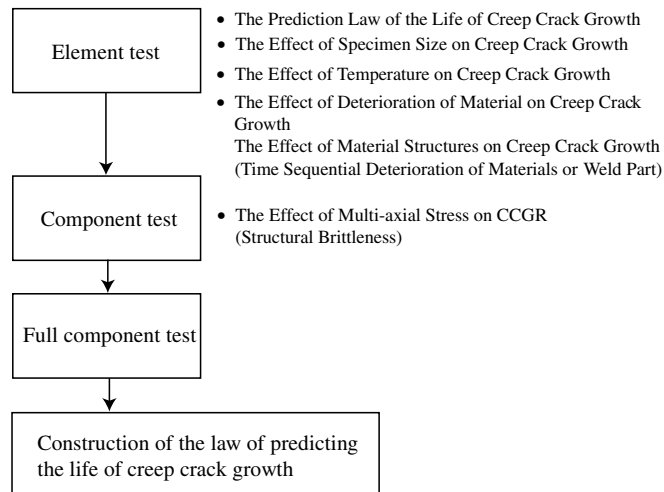 Element test
• The Prediction Law of the Life of Creep Crack Growth
• The Effect of Specimen Size on Creep Crack Growth
• The Effect of Temperature on Creep Crack Growth
• The Effect of Deterioration of Material on Creep Crack
Growth
The Effect of Material Structures on Creep Crack Growth
(Time Sequential Deterioration of Materials or Weld Part)
Component test
• The Effect of Multi-axial Stress on CCGR
(Structural Brittleness)
Full component test
Construction of the law of predicting
the life of creep crack growth